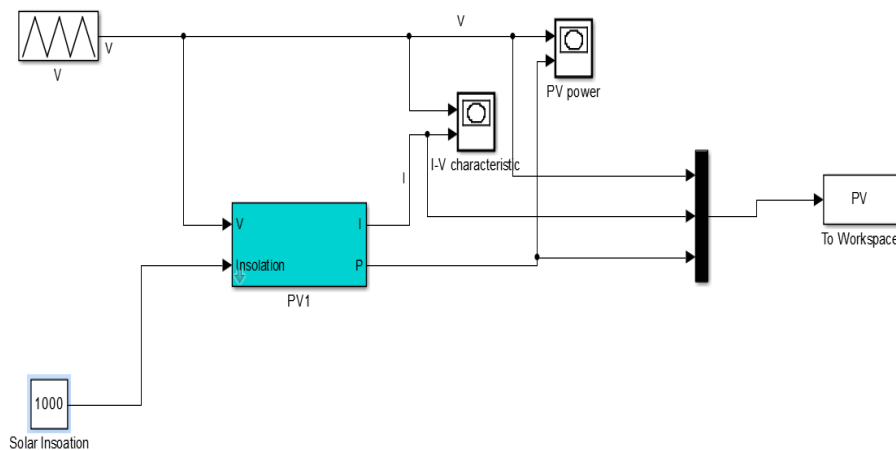 V
V
V
PV power
I-V characteristic
I
V
I
Insolation
P
PV1
PV
To Workspace
1000
Solar Insoation